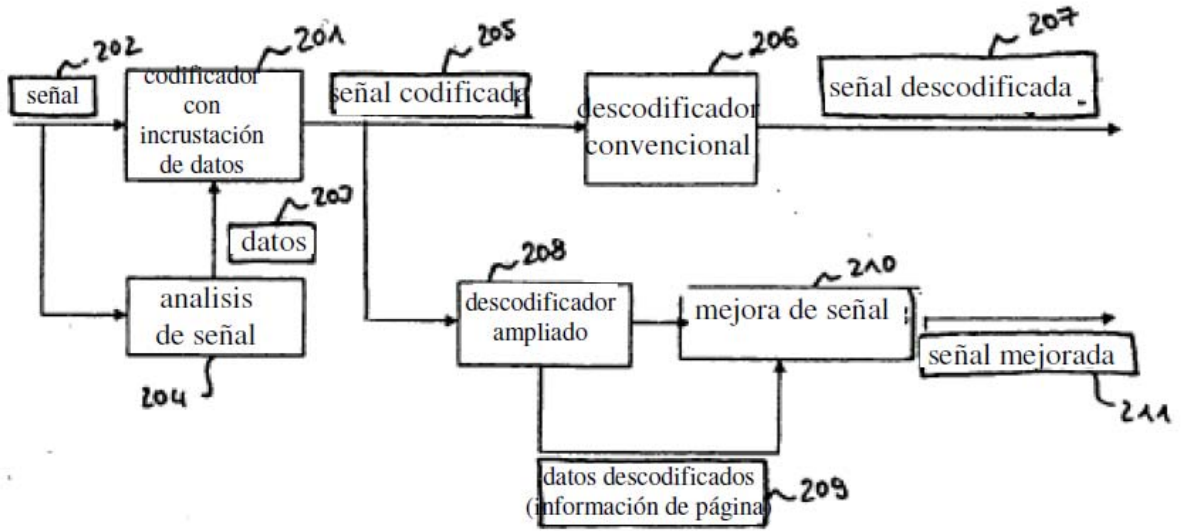 202
señal
201
codificador
con
incrustación
de datos
205
señal codificada
206
descodificador
convencional
207
señal descodificada
203
datos
analisis
de señal
204
208
descodificador
ampliado
210
mejora de señal
señal mejorada
211
datos descodificados
(información de página)
209